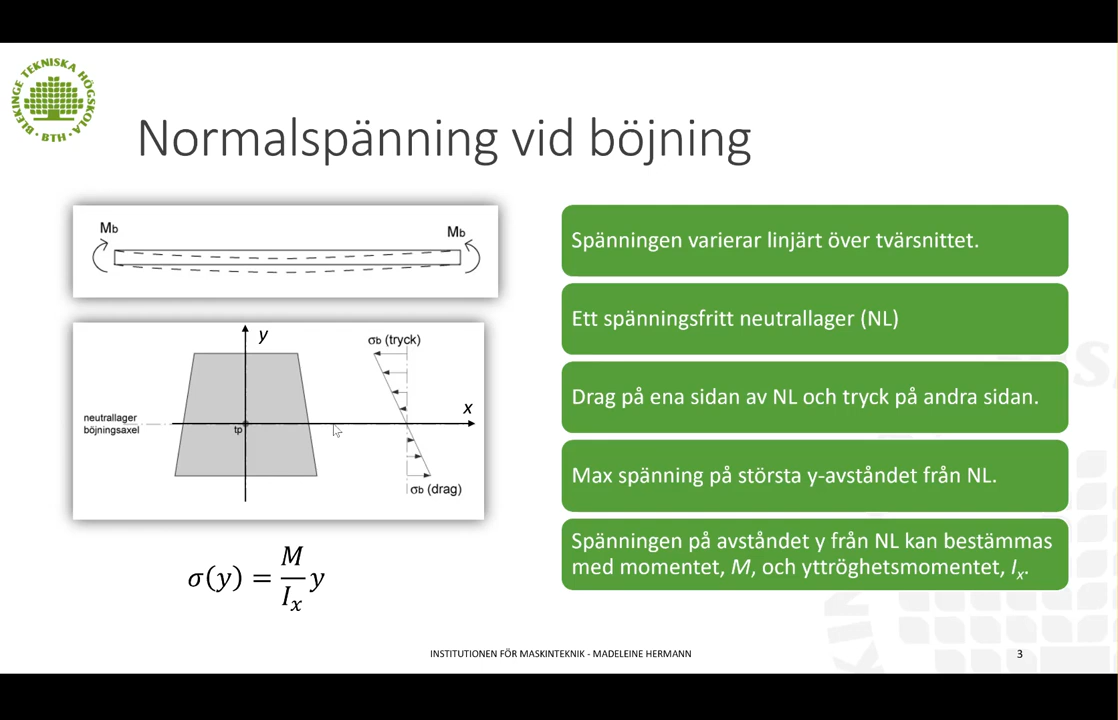 BLEKINGE TEKNISKA HÖGSKOLA
· BTH ·
Normalspänning vid böjning
Mb
Mb
y
σb (tryck)
x
neutrallager
böjningsaxel
tp
σb (drag)
σ(y) = M/Iₓ y
Spänningen varierar linjärt över tvärsnittet.
Ett spänningsfritt neutrallager (NL)
Drag på ena sidan av NL och tryck på andra sidan.
Max spänning på största y-avståndet från NL.
Spänningen på avståndet y från NL kan bestämmas
med momentet, M, och yttröghetsmomentet, Iₓ.
INSTITUTIONEN FÖR MASKINTEKNIK - MADELEINE HERMANN
3